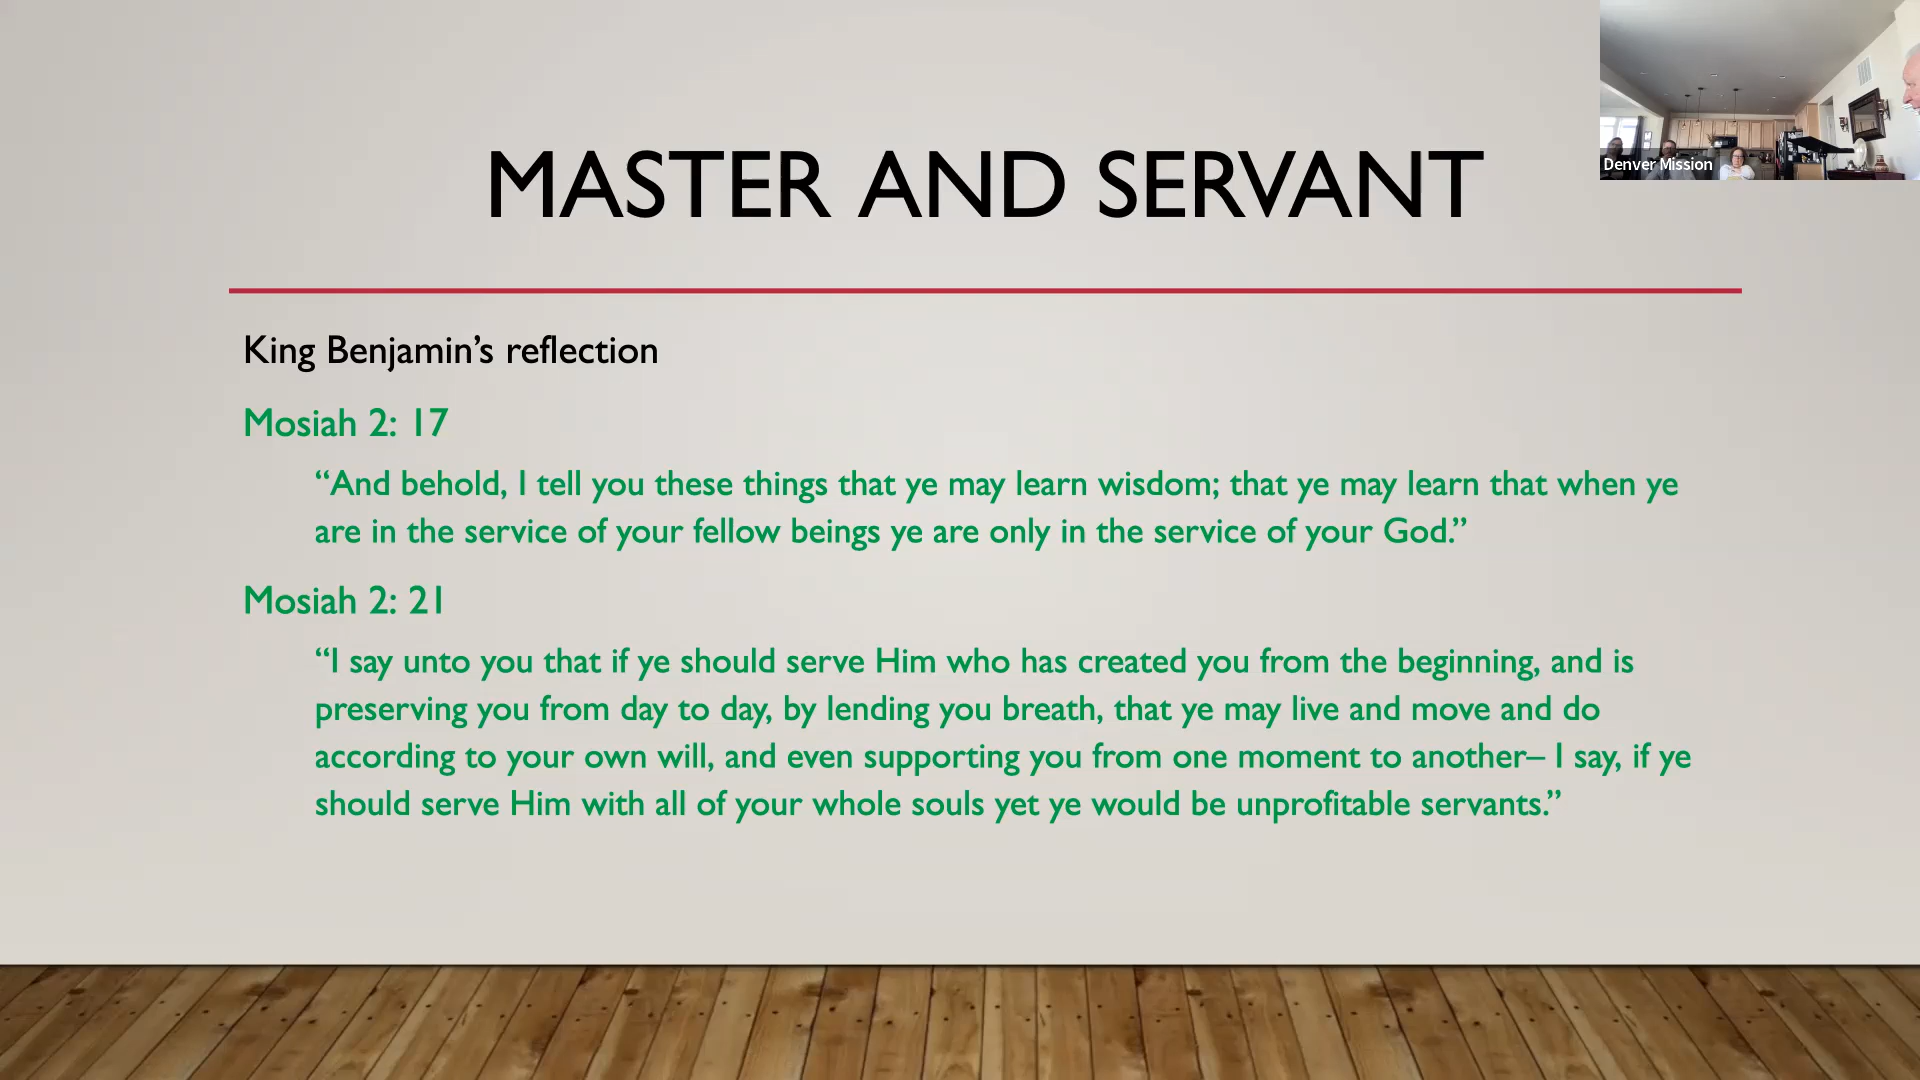 MASTER AND SERVANT
Denver Mission
King Benjamin’s reflection
Mosiah 2: 17
“And behold, I tell you these things that ye may learn wisdom; that ye may learn that when ye
are in the service of your fellow beings ye are only in the service of your God.”
Mosiah 2: 21
“I say unto you that if ye should serve Him who has created you from the beginning, and is
preserving you from day to day, by lending you breath, that ye may live and move and do
according to your own will, and even supporting you from one moment to another– I say, if ye
should serve Him with all of your whole souls yet ye would be unprofitable servants.”